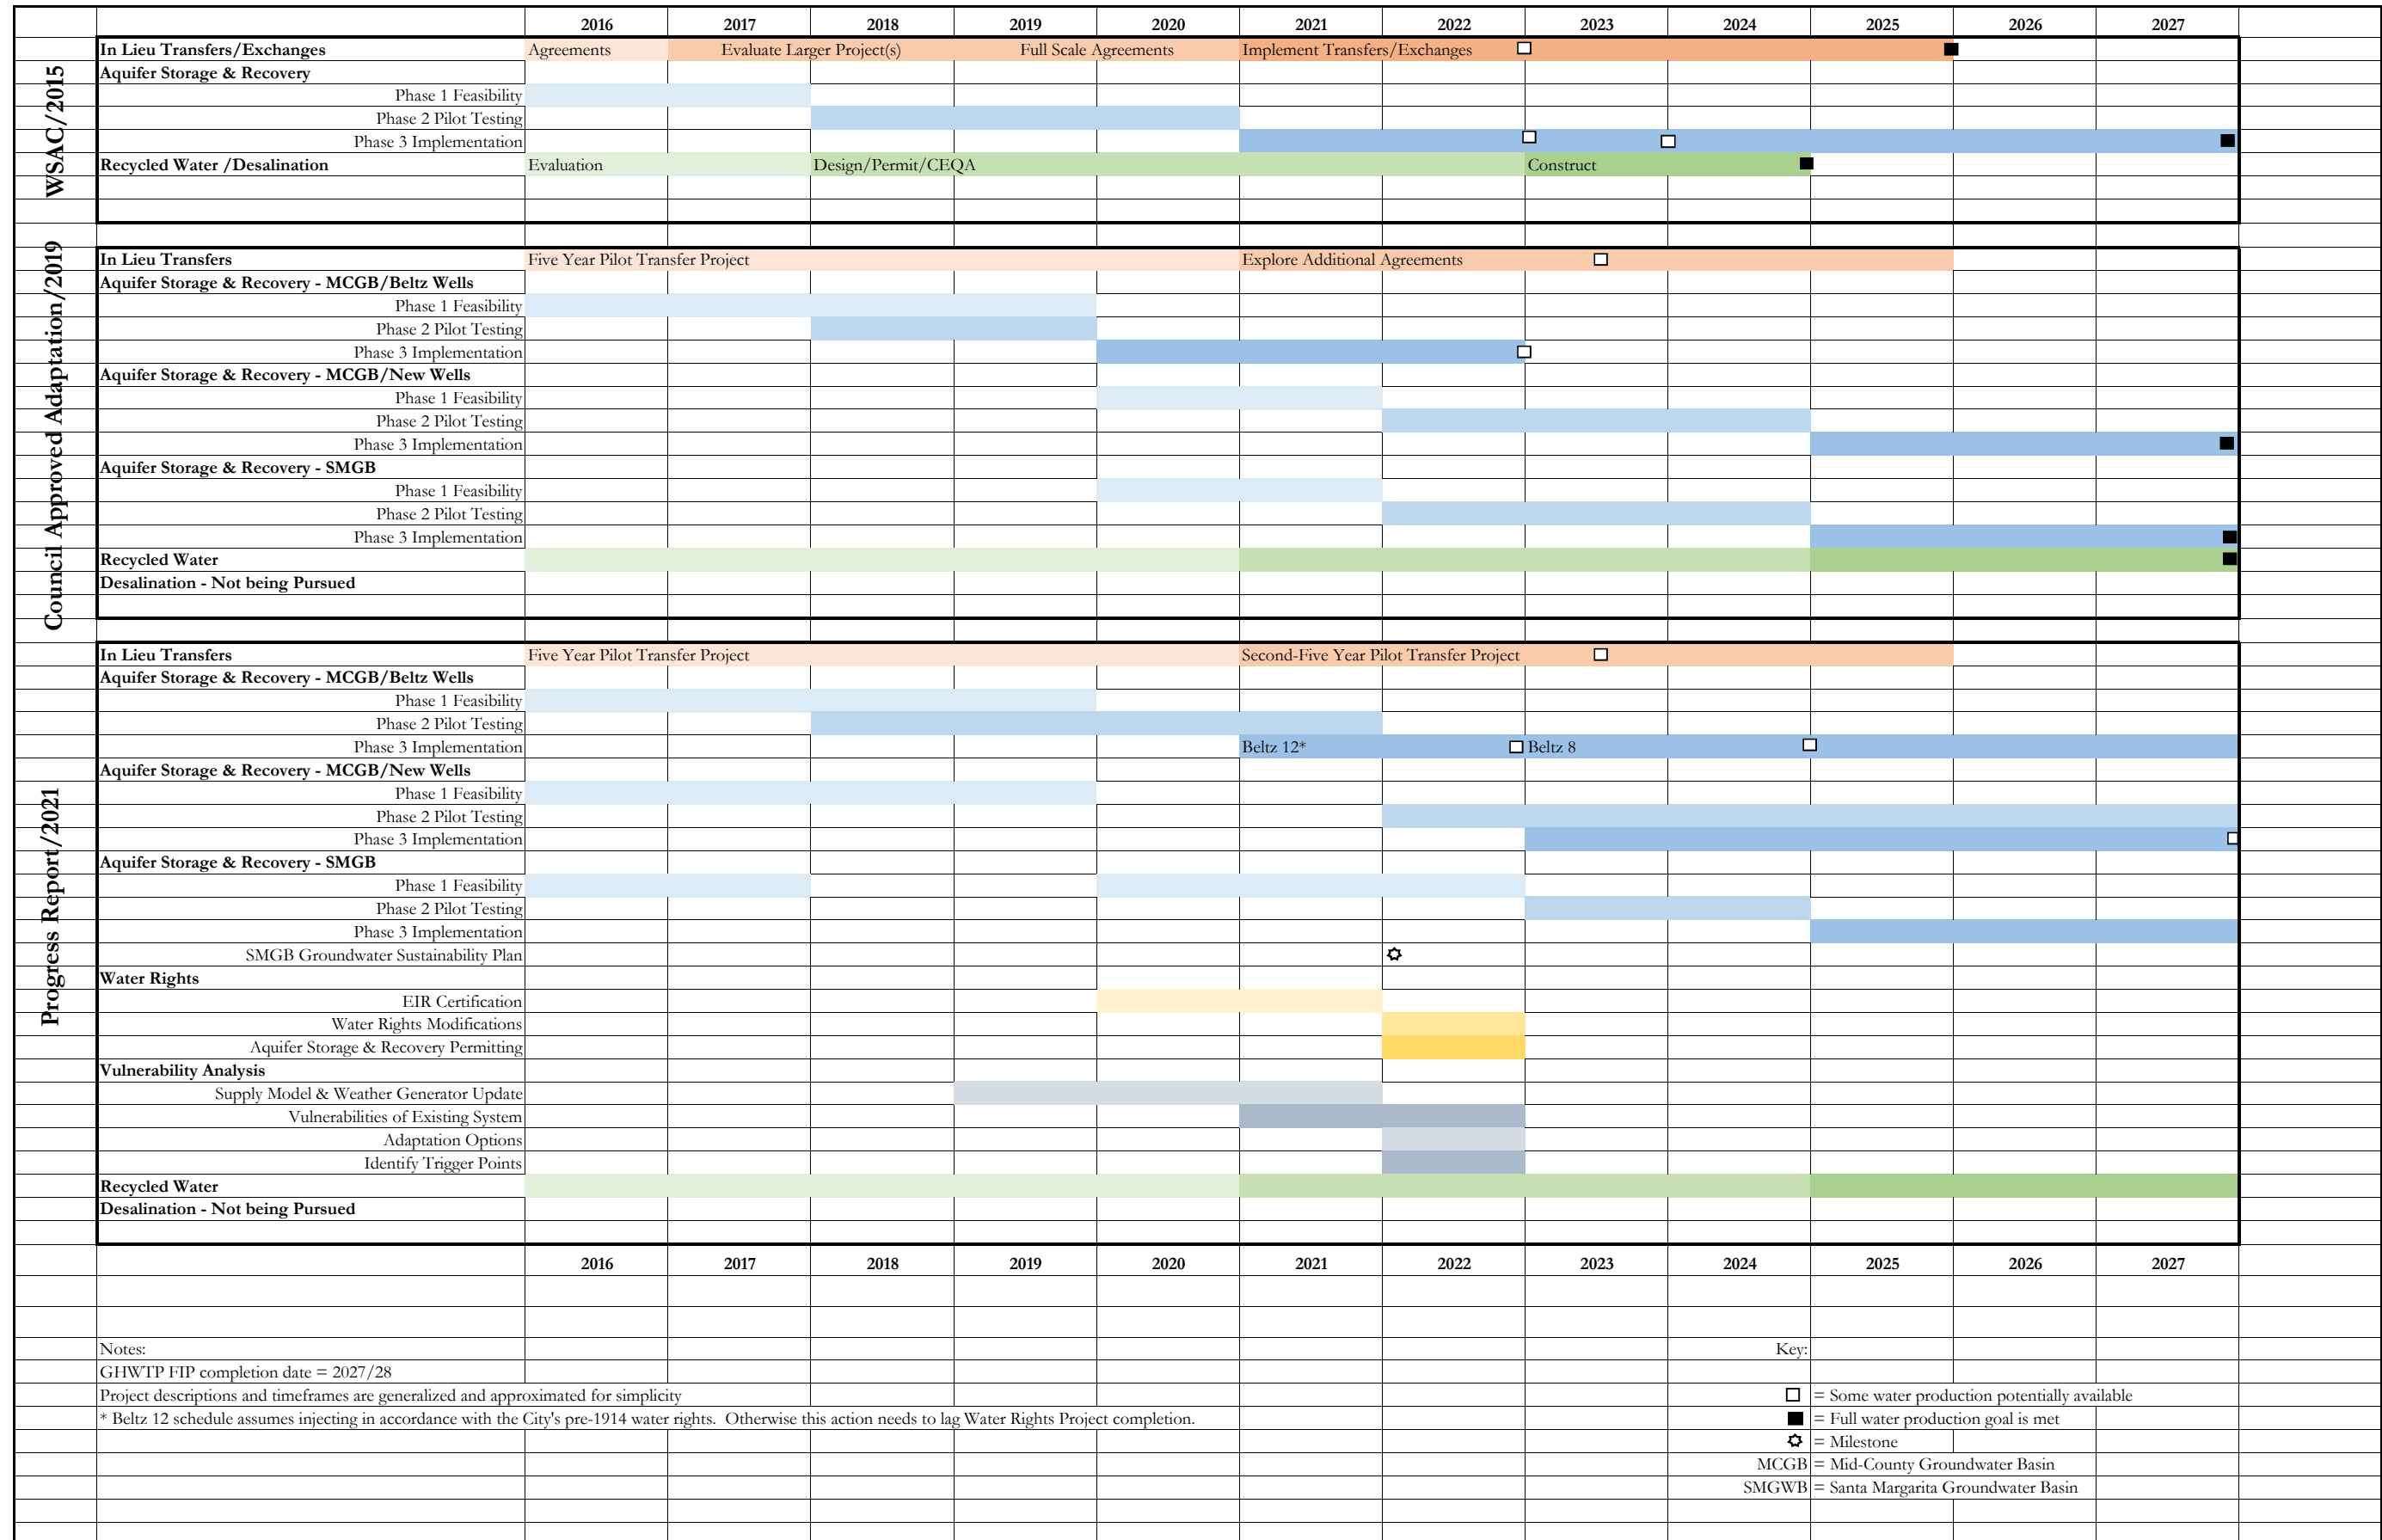 2016 2017 2018 2019 2020 2021 2022 2023 2024 2025 2026 2027
WSAC/2015
In Lieu Transfers/Exchanges Agreements Evaluate Larger Project(s) Full Scale Agreements Implement Transfers/Exchanges
Aquifer Storage & Recovery
Phase 1 Feasibility
Phase 2 Pilot Testing
Phase 3 Implementation
Recycled Water /Desalination Evaluation Design/Permit/CEQA Construct
Council Approved Adaptation/2019
In Lieu Transfers Five Year Pilot Transfer Project Explore Additional Agreements
Aquifer Storage & Recovery - MCGB/Beltz Wells
Phase 1 Feasibility
Phase 2 Pilot Testing
Phase 3 Implementation
Aquifer Storage & Recovery - MCGB/New Wells
Phase 1 Feasibility
Phase 2 Pilot Testing
Phase 3 Implementation
Aquifer Storage & Recovery - SMGB
Phase 1 Feasibility
Phase 2 Pilot Testing
Phase 3 Implementation
Recycled Water
Desalination - Not being Pursued
Progress Report/2021
In Lieu Transfers Five Year Pilot Transfer Project Second-Five Year Pilot Transfer Project
Aquifer Storage & Recovery - MCGB/Beltz Wells
Phase 1 Feasibility
Phase 2 Pilot Testing
Phase 3 Implementation Beltz 12* Beltz 8
Aquifer Storage & Recovery - MCGB/New Wells
Phase 1 Feasibility
Phase 2 Pilot Testing
Phase 3 Implementation
Aquifer Storage & Recovery - SMGB
Phase 1 Feasibility
Phase 2 Pilot Testing
Phase 3 Implementation
SMGB Groundwater Sustainability Plan
Water Rights
EIR Certification
Water Rights Modifications
Aquifer Storage & Recovery Permitting
Vulnerability Analysis
Supply Model & Weather Generator Update
Vulnerabilities of Existing System
Adaptation Options
Identify Trigger Points
Recycled Water
Desalination - Not being Pursued
2016 2017 2018 2019 2020 2021 2022 2023 2024 2025 2026 2027
Notes:
GHWTP FIP completion date = 2027/28
Project descriptions and timeframes are generalized and approximated for simplicity
* Beltz 12 schedule assumes injecting in accordance with the City's pre-1914 water rights. Otherwise this action needs to lag Water Rights Project completion.
Key:
= Some water production potentially available
= Full water production goal is met
= Milestone
MCGB = Mid-County Groundwater Basin
SMGWB = Santa Margarita Groundwater Basin